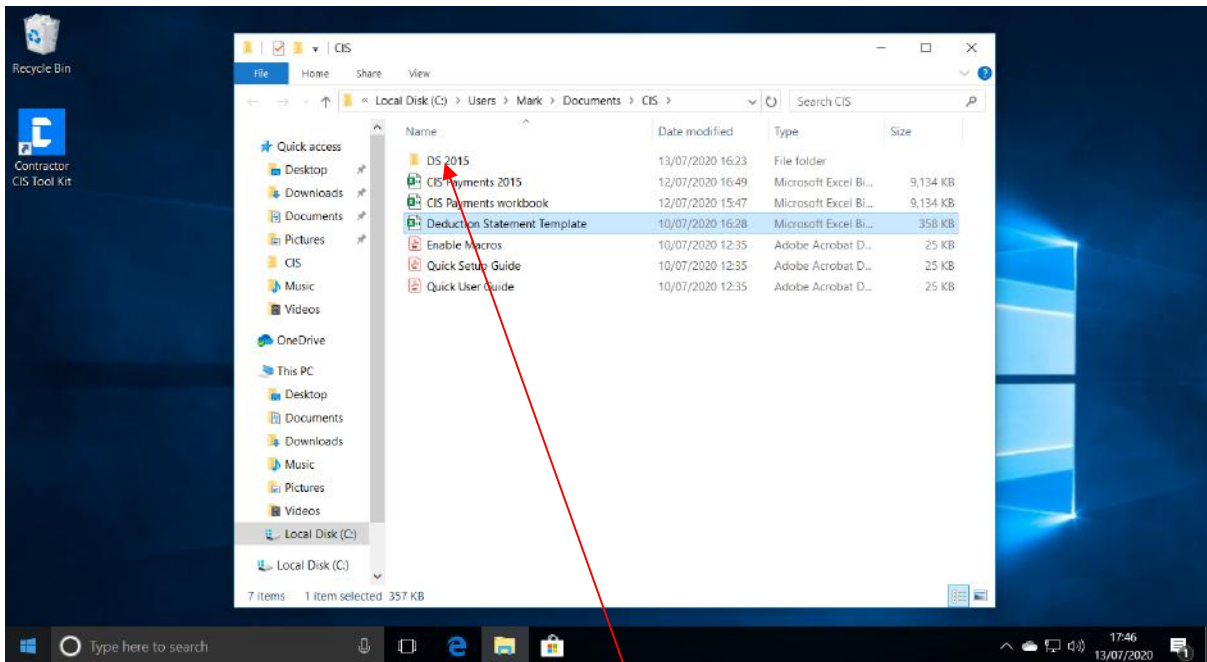 Recycle Bin
Contractor
CIS Tool Kit
CIS
File Home Share View
« Local Disk (C:) > Users > Mark > Documents > CIS >
Search CIS
Name Date modified Type Size
DS 2015 13/07/2020 16:23 File folder
CIS Payments 2015 12/07/2020 16:49 Microsoft Excel Bi... 9,134 KB
CIS Payments workbook 12/07/2020 15:47 Microsoft Excel Bi... 9,134 KB
Deduction Statement Template 10/07/2020 16:28 Microsoft Excel Bi... 358 KB
Enable Macros 10/07/2020 12:35 Adobe Acrobat D... 25 KB
Quick Setup Guide 10/07/2020 12:35 Adobe Acrobat D... 25 KB
Quick User Guide 10/07/2020 12:35 Adobe Acrobat D... 25 KB
Quick access
Desktop
Downloads
Documents
Pictures
CIS
Music
Videos
OneDrive
This PC
Desktop
Documents
Downloads
Music
Pictures
Videos
Local Disk (C:)
Local Disk (C:)
7 items 1 item selected 357 KB
Type here to search
17:46
13/07/2020
1